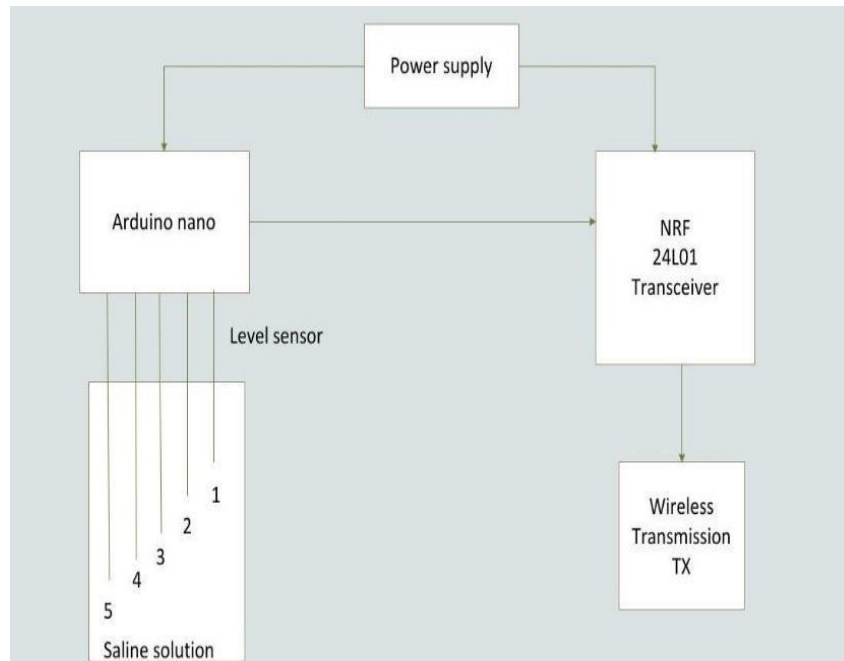 Power supply
Arduino nano
NRF
24L01
Transceiver
Level sensor
1
2
3
4
5
Saline solution
Wireless
Transmission
TX